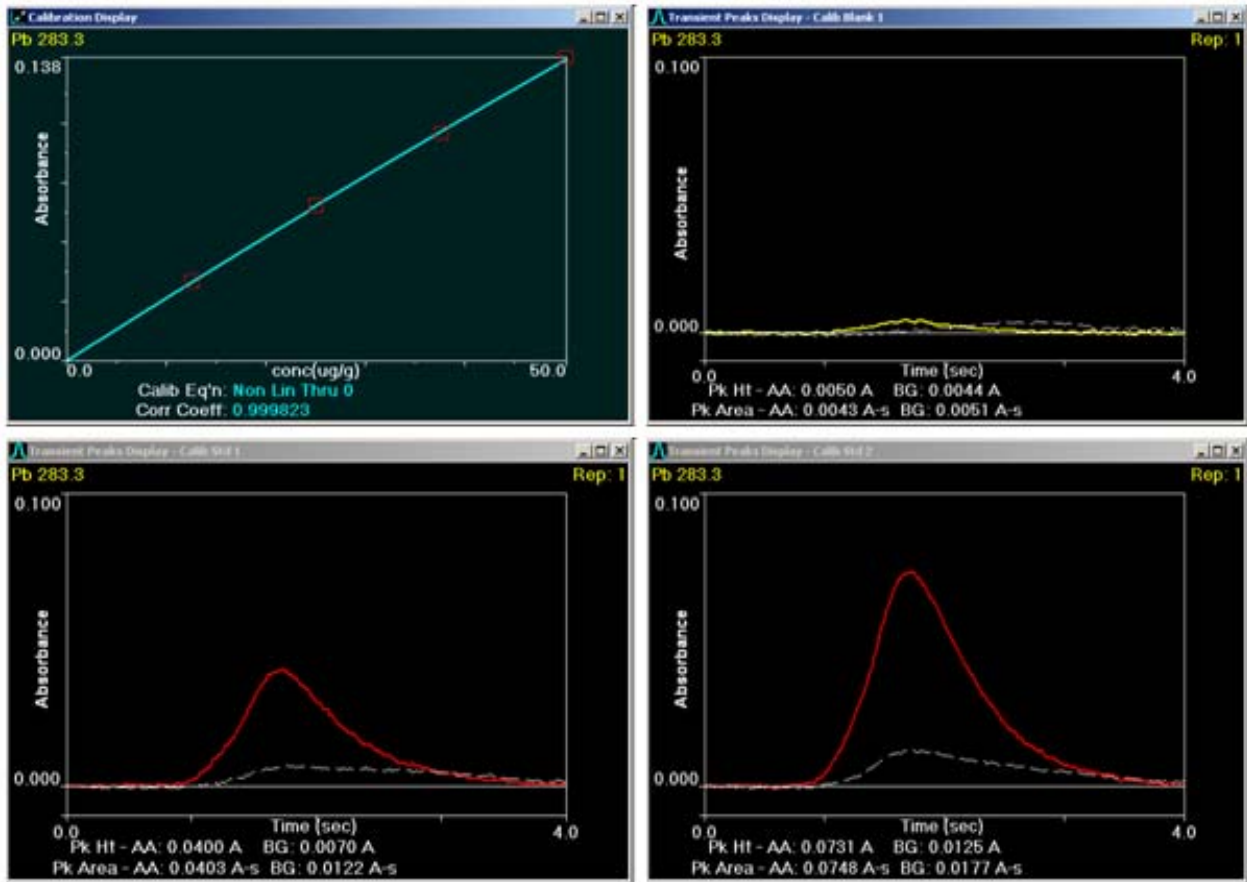 Calibration Display
Pb 283.3
0.138
Absorbance
0.000
0.0
conc(ug/g)
50.0
Calib Eq'n: Non Lin Thru 0
Corr Coeff: 0.999823
Transient Peaks Display - Calib Blank 1
Pb 283.3
Rep: 1
0.100
Absorbance
0.000
0.0
Time (sec)
4.0
Pk Ht - AA: 0.0050 A BG: 0.0044 A
Pk Area - AA: 0.0043 A-s BG: 0.0051 A-s
Transient Peaks Display - Calib Std 1
Pb 283.3
Rep: 1
0.100
Absorbance
0.000
0.0
Time (sec)
4.0
Pk Ht - AA: 0.0400 A BG: 0.0070 A
Pk Area - AA: 0.0403 A-s BG: 0.0122 A-s
Transient Peaks Display - Calib Std 2
Pb 283.3
Rep: 1
0.100
Absorbance
0.000
0.0
Time (sec)
4.0
Pk Ht - AA: 0.0731 A BG: 0.0125 A
Pk Area - AA: 0.0748 A-s BG: 0.0177 A-s